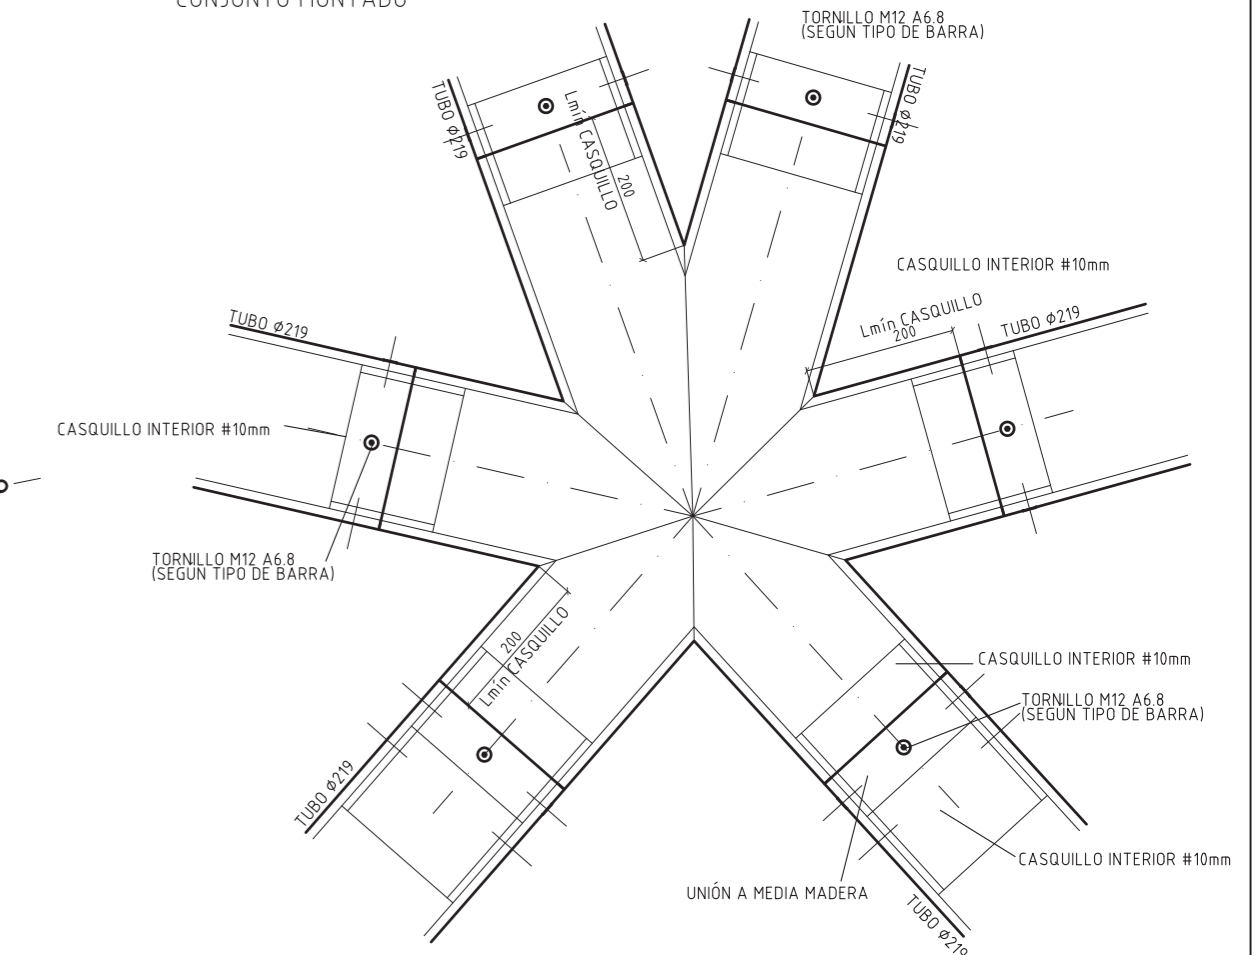 CONJUNTO MONTADO
TORNILLO M12 A6.8
(SEGUN TIPO DE BARRA)
TUBO Ø219
Lmín CASQUILLO
200
TUBO Ø219
CASQUILLO INTERIOR #10mm
Lmín CASQUILLO
200
TUBO Ø219
TUBO Ø219
CASQUILLO INTERIOR #10mm
TORNILLO M12 A6.8
(SEGUN TIPO DE BARRA)
200
Lmín CASQUILLO
CASQUILLO INTERIOR #10mm
TORNILLO M12 A6.8
(SEGUN TIPO DE BARRA)
TUBO Ø219
CASQUILLO INTERIOR #10mm
UNIÓN A MEDIA MADERA
TUBO Ø219